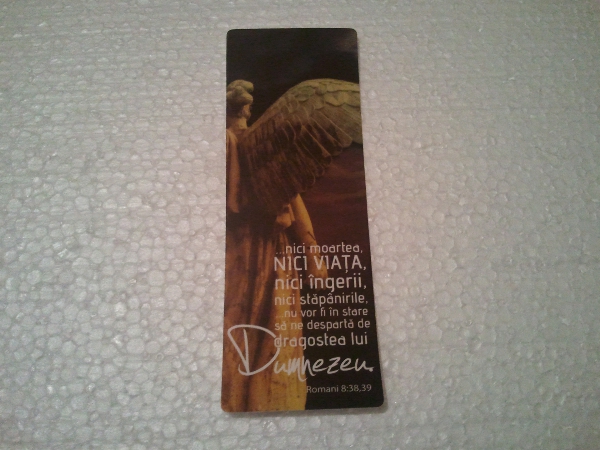 ...nici moartea,
NICI VIAȚA,
nici îngerii,
nici stăpânirile,
...nu vor fi în stare
să ne despartă de
dragostea lui
Dumnezeu.
Romani 8:38,39